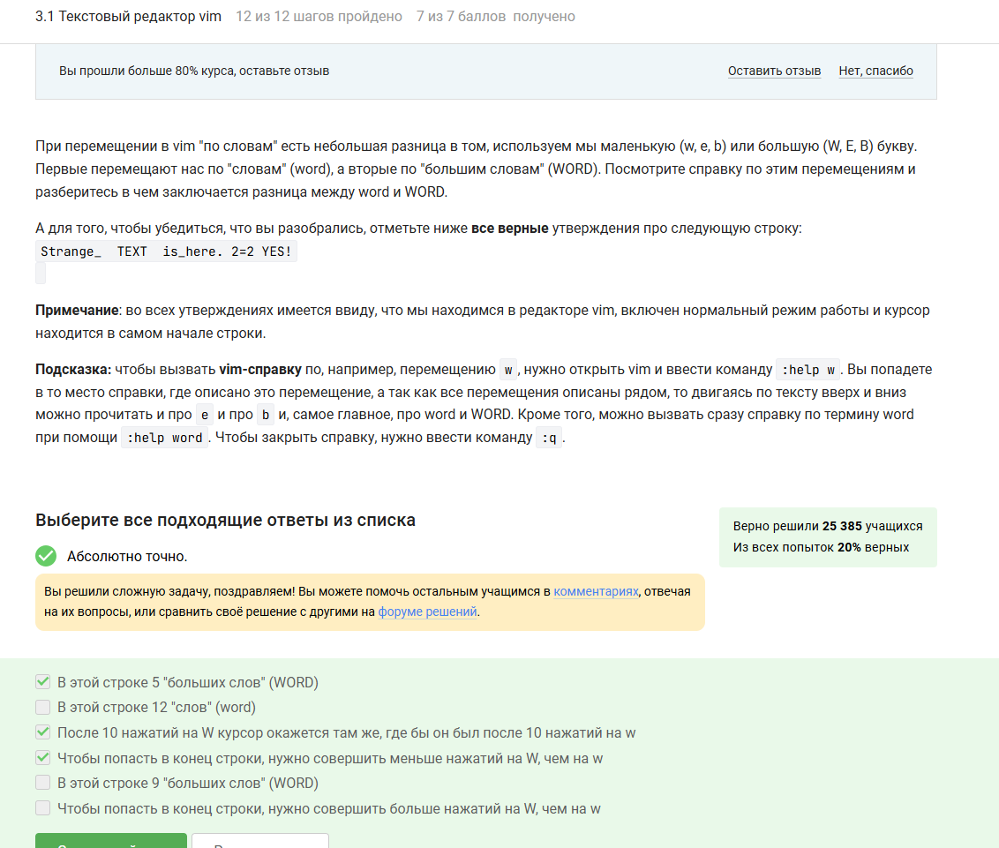 3.1 Текстовый редактор vim 12 из 12 шагов пройдено 7 из 7 баллов получено
Вы прошли больше 80% курса, оставьте отзыв Оставить отзыв Нет, спасибо
При перемещении в vim "по словам" есть небольшая разница в том, используем мы маленькую (w, e, b) или большую (W, E, B) букву.
Первые перемещают нас по "словам" (word), а вторые по "большим словам" (WORD). Посмотрите справку по этим перемещениям и
разберитесь в чем заключается разница между word и WORD.
А для того, чтобы убедиться, что вы разобрались, отметьте ниже все верные утверждения про следующую строку:
Strange_  TEXT  is_here. 2=2 YES!
Примечание: во всех утверждениях имеется ввиду, что мы находимся в редакторе vim, включен нормальный режим работы и курсор
находится в самом начале строки.
Подсказка: чтобы вызвать vim-справку по, например, перемещению w, нужно открыть vim и ввести команду :help w. Вы попадете
в то место справки, где описано это перемещение, а так как все перемещения описаны рядом, то двигаясь по тексту вверх и вниз
можно прочитать и про e и про b и, самое главное, про word и WORD. Кроме того, можно вызвать сразу справку по термину word
при помощи :help word. Чтобы закрыть справку, нужно ввести команду :q.
Выберите все подходящие ответы из списка
Верно решили 25 385 учащихся
Из всех попыток 20% верных
Абсолютно точно.
Вы решили сложную задачу, поздравляем! Вы можете помочь остальным учащимся в комментариях, отвечая
на их вопросы, или сравнить своё решение с другими на форуме решений.
В этой строке 5 "больших слов" (WORD)
В этой строке 12 "слов" (word)
После 10 нажатий на W курсор окажется там же, где бы он был после 10 нажатий на w
Чтобы попасть в конец строки, нужно совершить меньше нажатий на W, чем на w
В этой строке 9 "больших слов" (WORD)
Чтобы попасть в конец строки, нужно совершить больше нажатий на W, чем на w